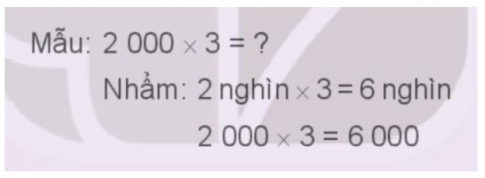 Mẫu: 2 000 × 3 = ?
Nhẩm: 2 nghìn × 3 = 6 nghìn
2 000 × 3 = 6 000